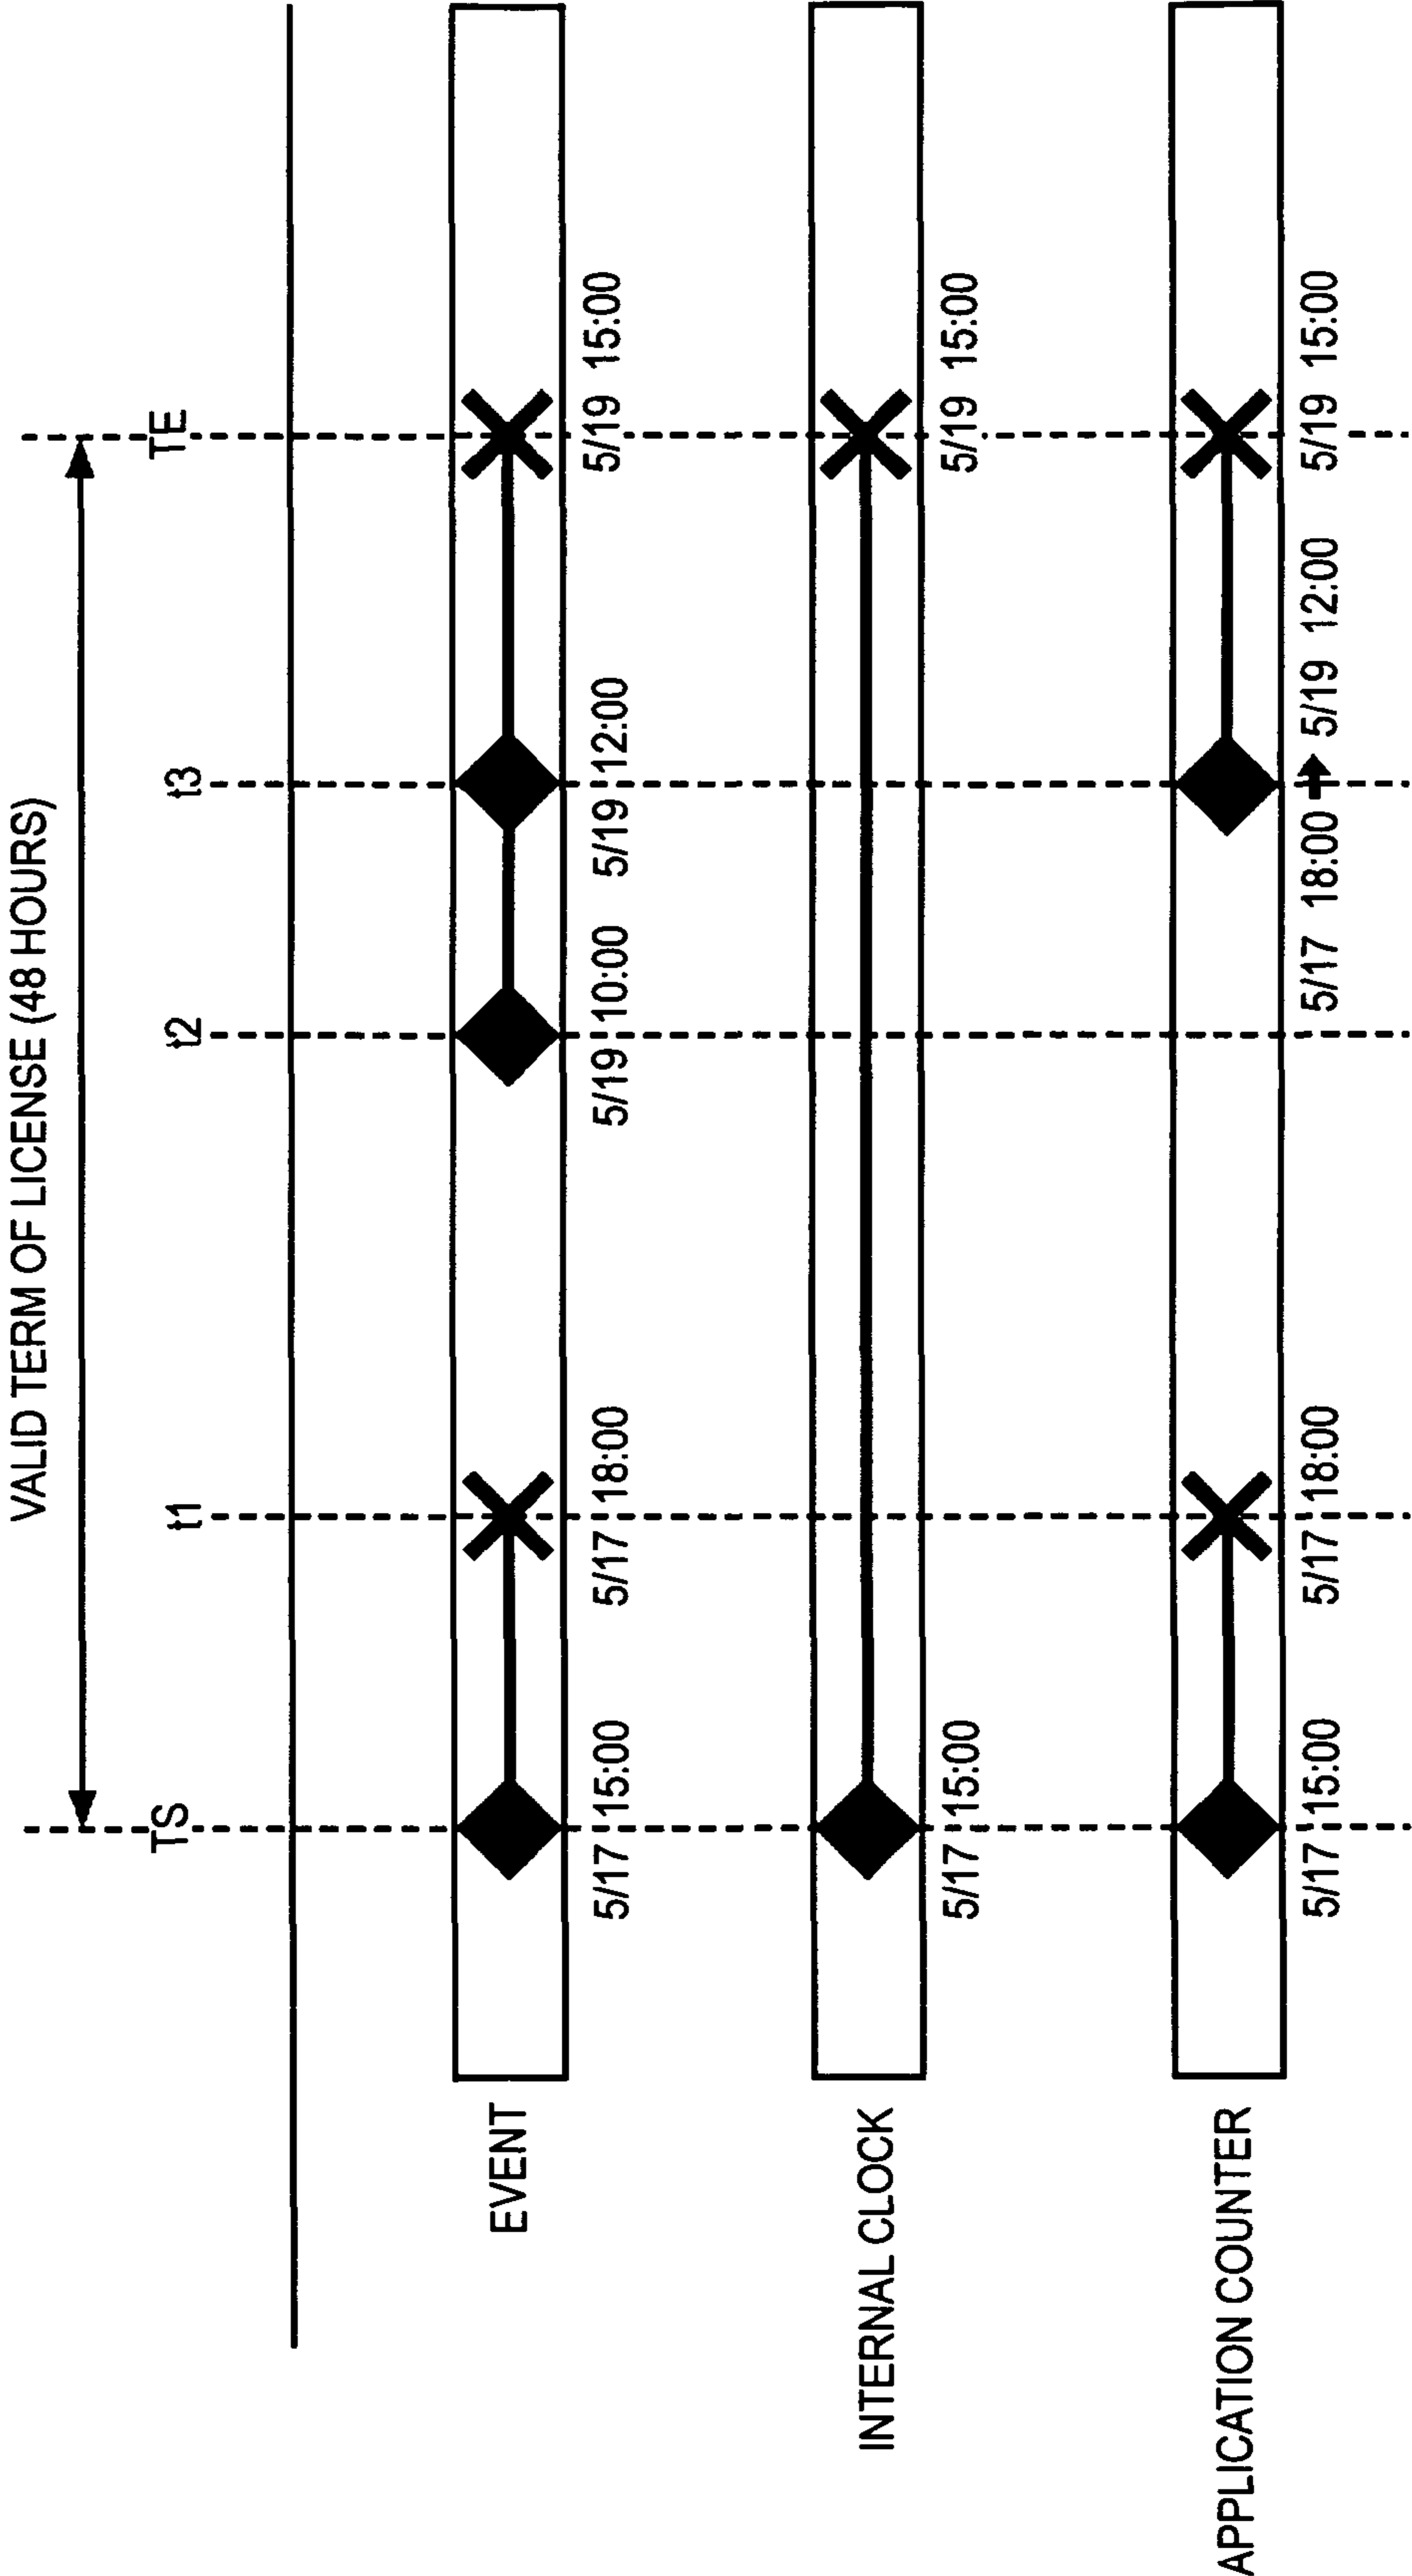 VALID TERM OF LICENSE (48 HOURS)
TS
t1
t2
t3
TE
EVENT
5/17 15:00
5/17 18:00
5/19 10:00
5/19 12:00
5/19 15:00
INTERNAL CLOCK
5/17 15:00
5/19 15:00
APPLICATION COUNTER
5/17 15:00
5/17 18:00
5/17 18:00 → 5/19 12:00
5/19 15:00